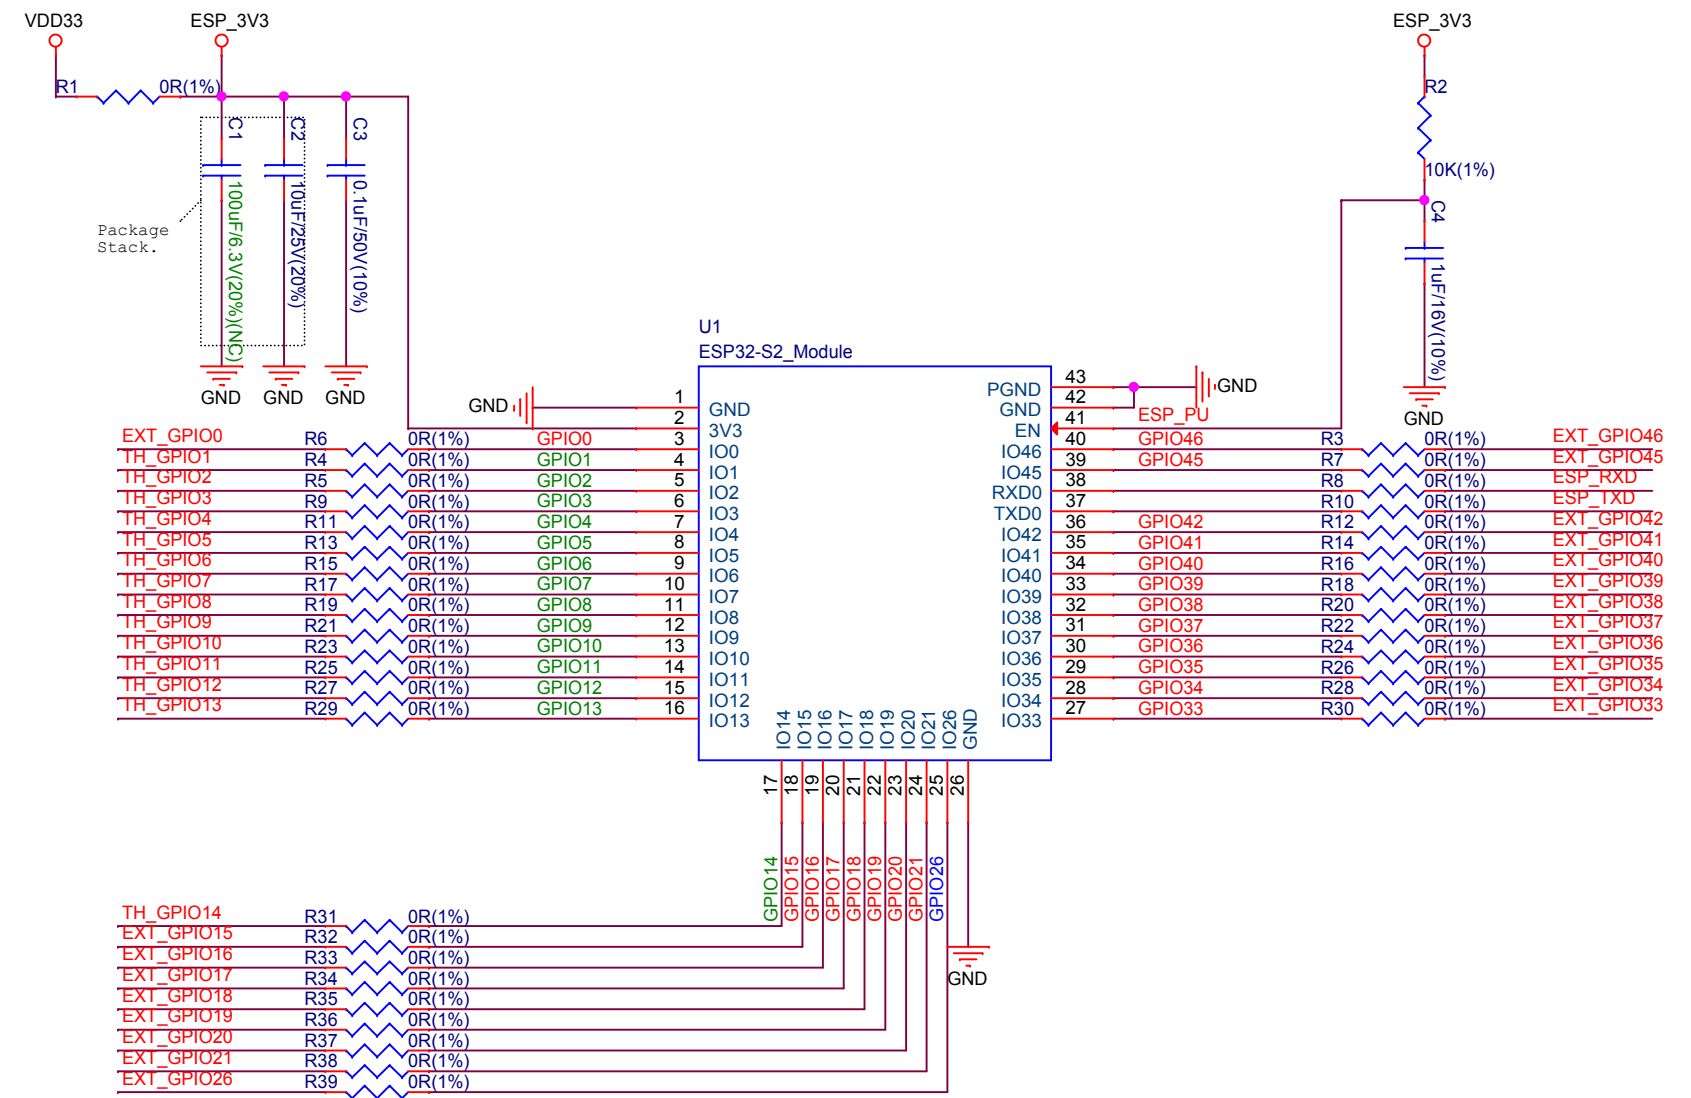 VDD33
ESP_3V3
ESP_3V3
R1
0R(1%)
R2
10K(1%)
C1
C2
C3
C4
100uF/6.3V(20%)(NC)
10uF/25V(20%)
0.1uF/50V(10%)
1uF/16V(10%)
Package
Stack.
GND
GND
GND
GND
U1
ESP32-S2_Module
GND
1
GND
2
3V3
EXT_GPIO0
R6
0R(1%)
GPIO0
3
IO0
TH_GPIO1
R4
0R(1%)
GPIO1
4
IO1
TH_GPIO2
R5
0R(1%)
GPIO2
5
IO2
TH_GPIO3
R9
0R(1%)
GPIO3
6
IO3
TH_GPIO4
R11
0R(1%)
GPIO4
7
IO4
TH_GPIO5
R13
0R(1%)
GPIO5
8
IO5
TH_GPIO6
R15
0R(1%)
GPIO6
9
IO6
TH_GPIO7
R17
0R(1%)
GPIO7
10
IO7
TH_GPIO8
R19
0R(1%)
GPIO8
11
IO8
TH_GPIO9
R21
0R(1%)
GPIO9
12
IO9
TH_GPIO10
R23
0R(1%)
GPIO10
13
IO10
TH_GPIO11
R25
0R(1%)
GPIO11
14
IO11
TH_GPIO12
R27
0R(1%)
GPIO12
15
IO12
TH_GPIO13
R29
0R(1%)
GPIO13
16
IO13
PGND
43
GND
GND
42
EN
41
ESP_PU
IO46
40
GPIO46
R3
0R(1%)
EXT_GPIO46
IO45
39
GPIO45
R7
0R(1%)
EXT_GPIO45
RXD0
38
R8
0R(1%)
ESP_RXD
TXD0
37
R10
0R(1%)
ESP_TXD
IO42
36
GPIO42
R12
0R(1%)
EXT_GPIO42
IO41
35
GPIO41
R14
0R(1%)
EXT_GPIO41
IO40
34
GPIO40
R16
0R(1%)
EXT_GPIO40
IO39
33
GPIO39
R18
0R(1%)
EXT_GPIO39
IO38
32
GPIO38
R20
0R(1%)
EXT_GPIO38
IO37
31
GPIO37
R22
0R(1%)
EXT_GPIO37
IO36
30
GPIO36
R24
0R(1%)
EXT_GPIO36
IO35
29
GPIO35
R26
0R(1%)
EXT_GPIO35
IO34
28
GPIO34
R28
0R(1%)
EXT_GPIO34
IO33
27
GPIO33
R30
0R(1%)
EXT_GPIO33
IO14
IO15
IO16
IO17
IO18
IO19
IO20
IO21
IO26
GND
17
18
19
20
21
22
23
24
25
26
GPIO14
GPIO15
GPIO16
GPIO17
GPIO18
GPIO19
GPIO20
GPIO21
GPIO26
GND
TH_GPIO14
R31
0R(1%)
EXT_GPIO15
R32
0R(1%)
EXT_GPIO16
R33
0R(1%)
EXT_GPIO17
R34
0R(1%)
EXT_GPIO18
R35
0R(1%)
EXT_GPIO19
R36
0R(1%)
EXT_GPIO20
R37
0R(1%)
EXT_GPIO21
R38
0R(1%)
EXT_GPIO26
R39
0R(1%)